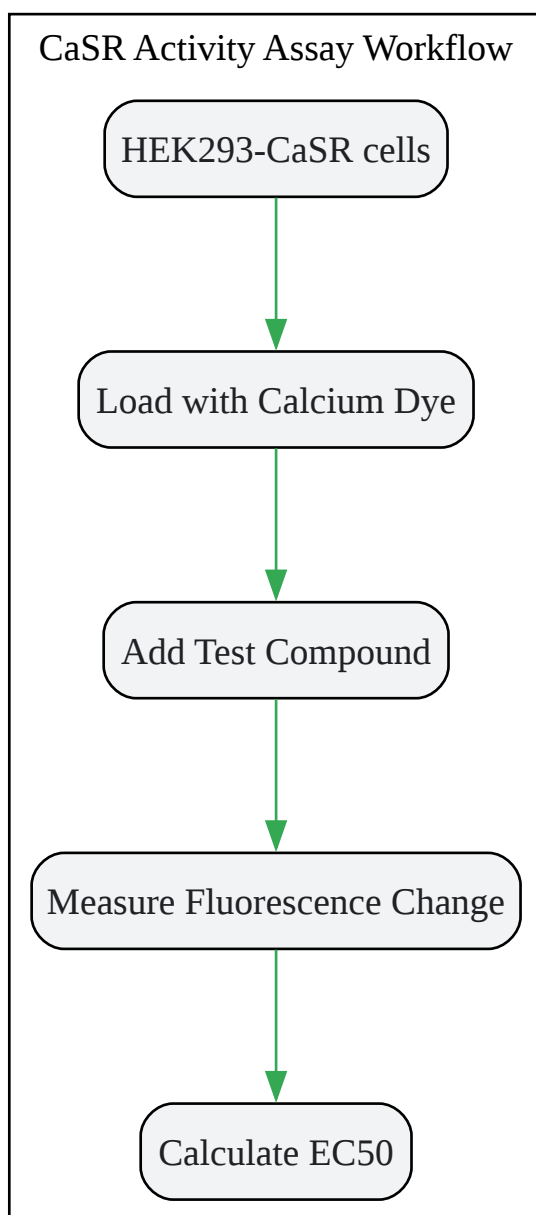 CaSR Activity Assay Workflow
HEK293-CaSR cells
Load with Calcium Dye
Add Test Compound
Measure Fluorescence Change
Calculate EC50